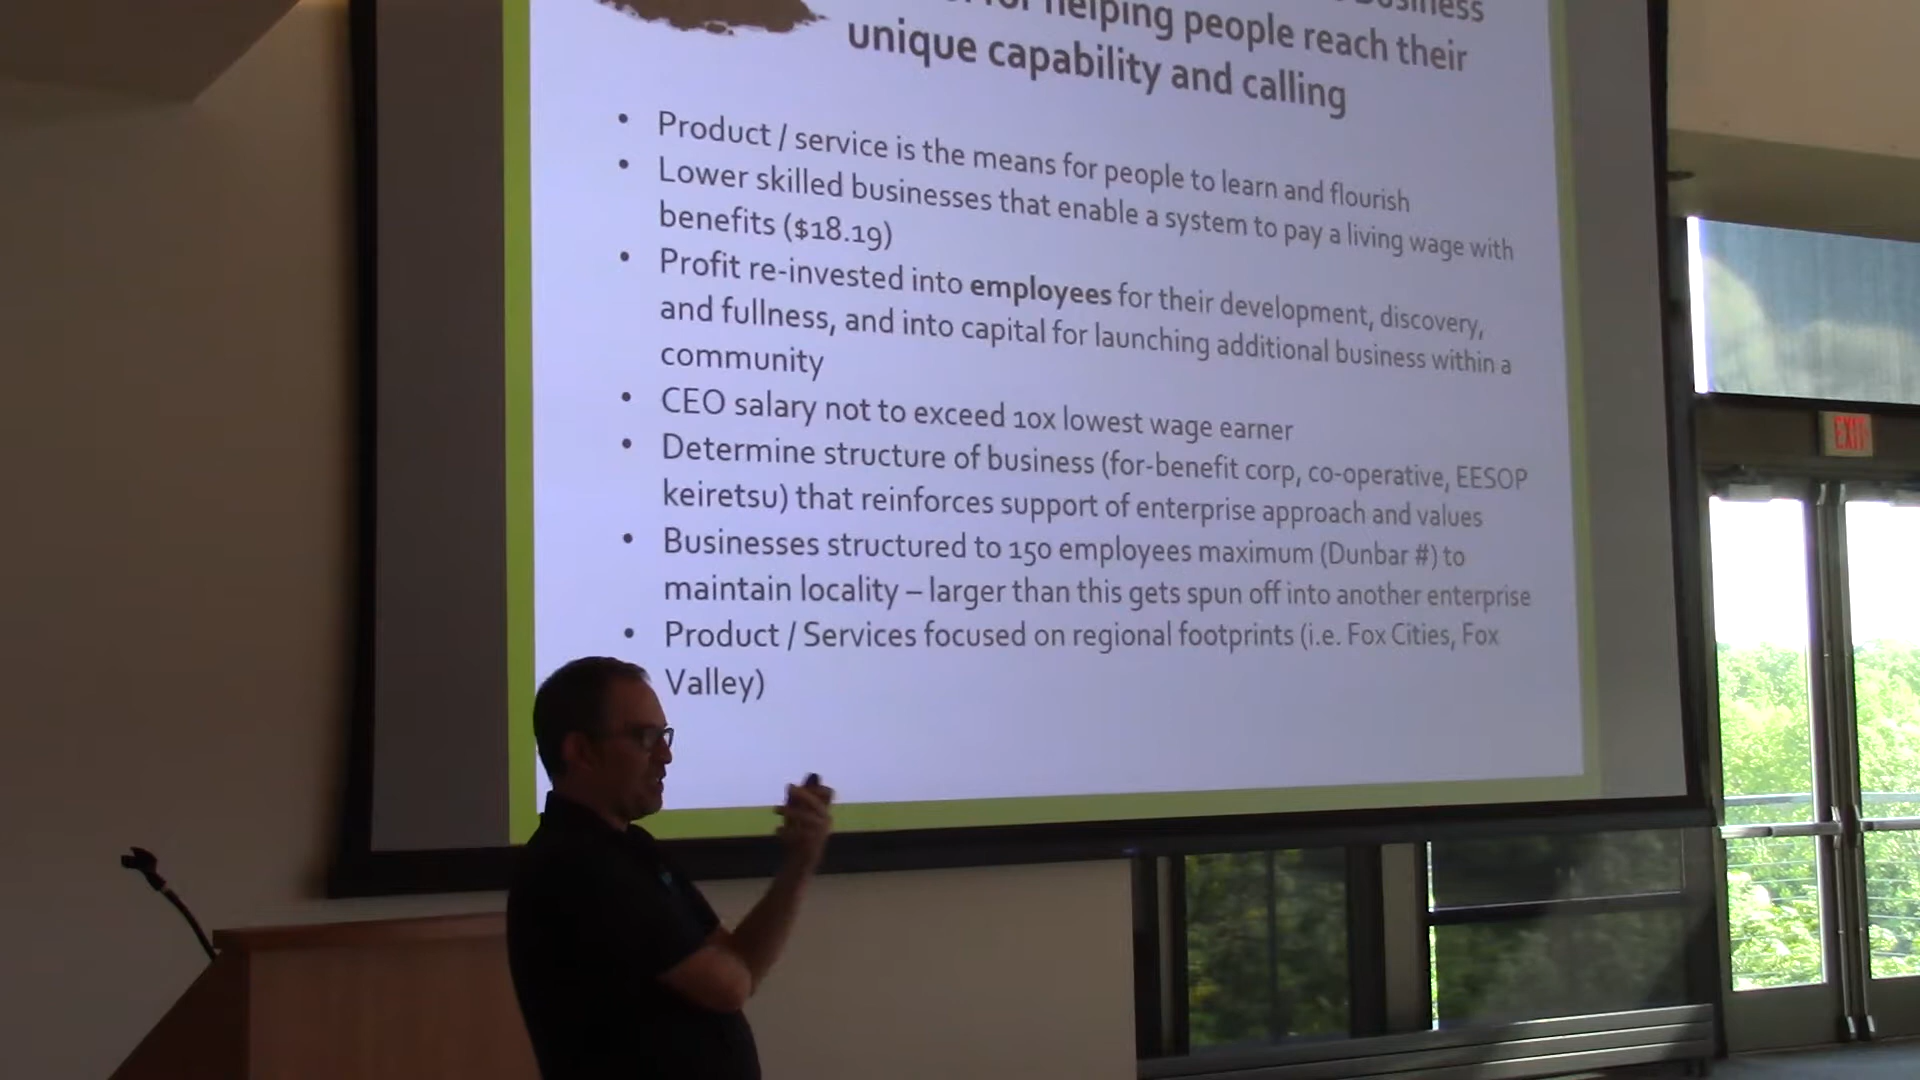 helping people reach their
unique capability and calling
• Product / service is the means for people to learn and flourish
• Lower skilled businesses that enable a system to pay a living wage with
benefits ($18.19)
• Profit re-invested into employees for their development, discovery,
and fullness, and into capital for launching additional business within a
community
• CEO salary not to exceed 10x lowest wage earner
• Determine structure of business (for-benefit corp, co-operative, EESOP
keiretsu) that reinforces support of enterprise approach and values
• Businesses structured to 150 employees maximum (Dunbar #) to
maintain locality – larger than this gets spun off into another enterprise
• Product / Services focused on regional footprints (i.e. Fox Cities, Fox
Valley)
EXIT